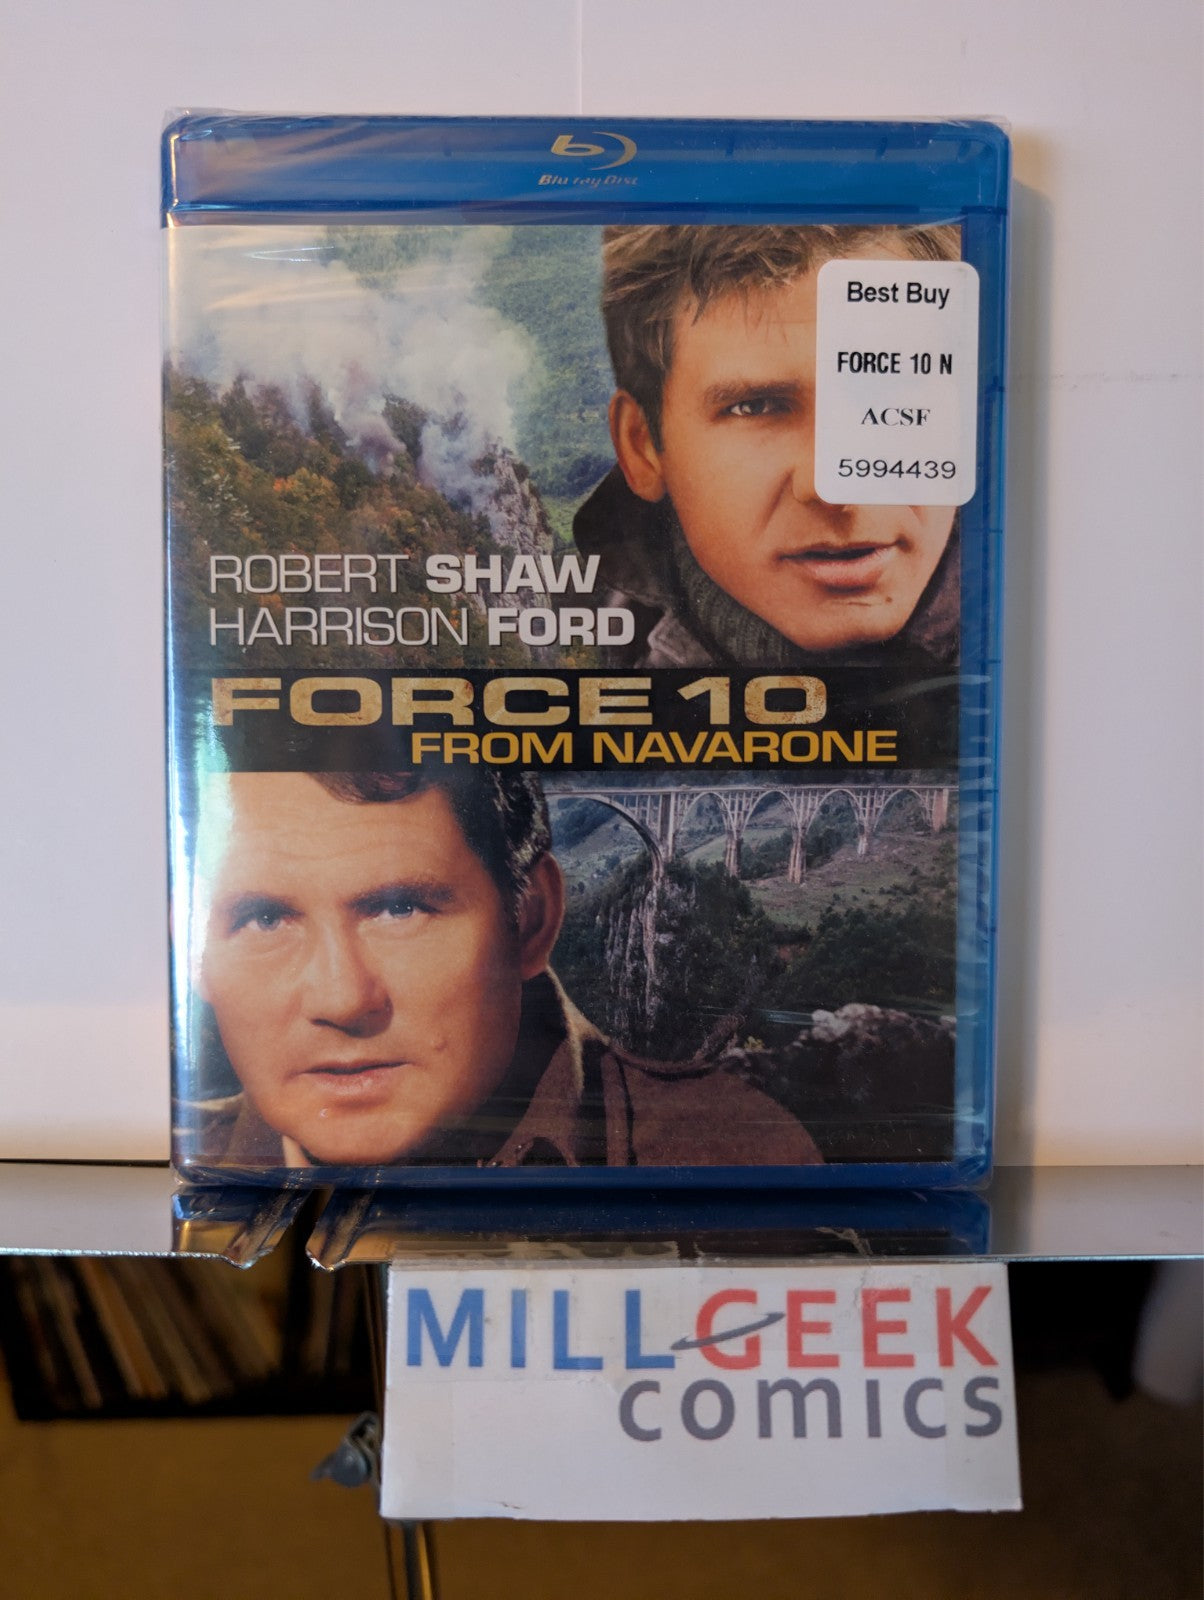 Blu-ray Disc
Best Buy
FORCE 10 N
ACSF
5994439
ROBERT SHAW
HARRISON FORD
FORCE 10
FROM NAVARONE
MILLGEEK
comics